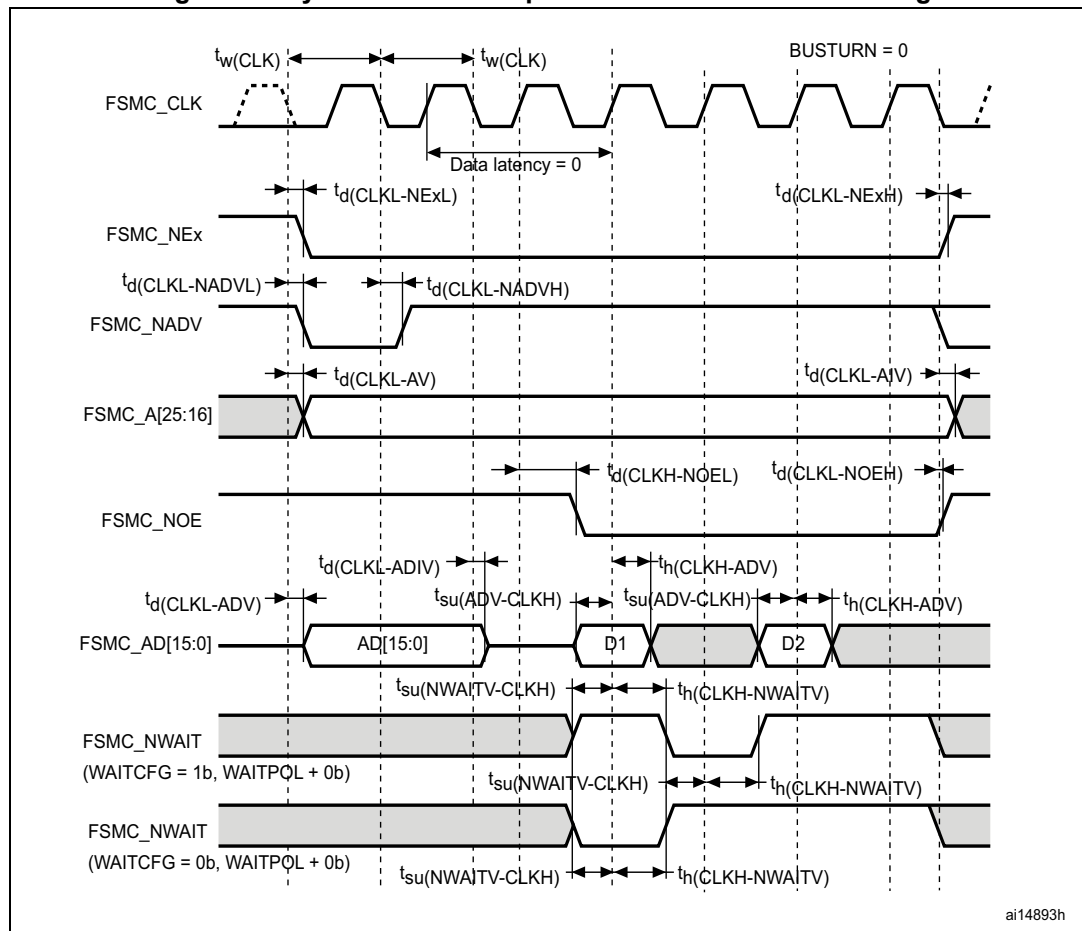 tw(CLK) tw(CLK) BUSTURN = 0
FSMC_CLK
Data latency = 0
td(CLKL-NExL) td(CLKL-NExH)
FSMC_NEx
td(CLKL-NADVL) td(CLKL-NADVH)
FSMC_NADV
td(CLKL-AV) td(CLKL-AIV)
FSMC_A[25:16]
td(CLKH-NOEL) td(CLKL-NOEH)
FSMC_NOE
td(CLKL-ADIV) th(CLKH-ADV)
td(CLKL-ADV) tsu(ADV-CLKH) tsu(ADV-CLKH) th(CLKH-ADV)
FSMC_AD[15:0] AD[15:0] D1 D2
tsu(NWAITV-CLKH) th(CLKH-NWAITV)
FSMC_NWAIT
(WAITCFG = 1b, WAITPOL + 0b)
tsu(NWAITV-CLKH) th(CLKH-NWAITV)
FSMC_NWAIT
(WAITCFG = 0b, WAITPOL + 0b)
tsu(NWAITV-CLKH) th(CLKH-NWAITV)
ai14893h